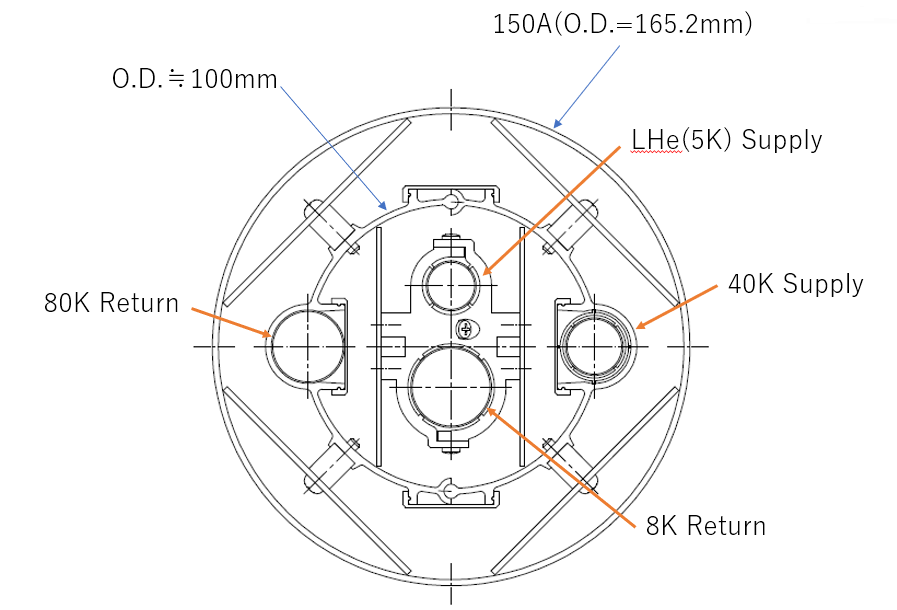 150A(O.D.=165.2mm)
O.D.≒100mm
LHe(5K) Supply
40K Supply
80K Return
8K Return